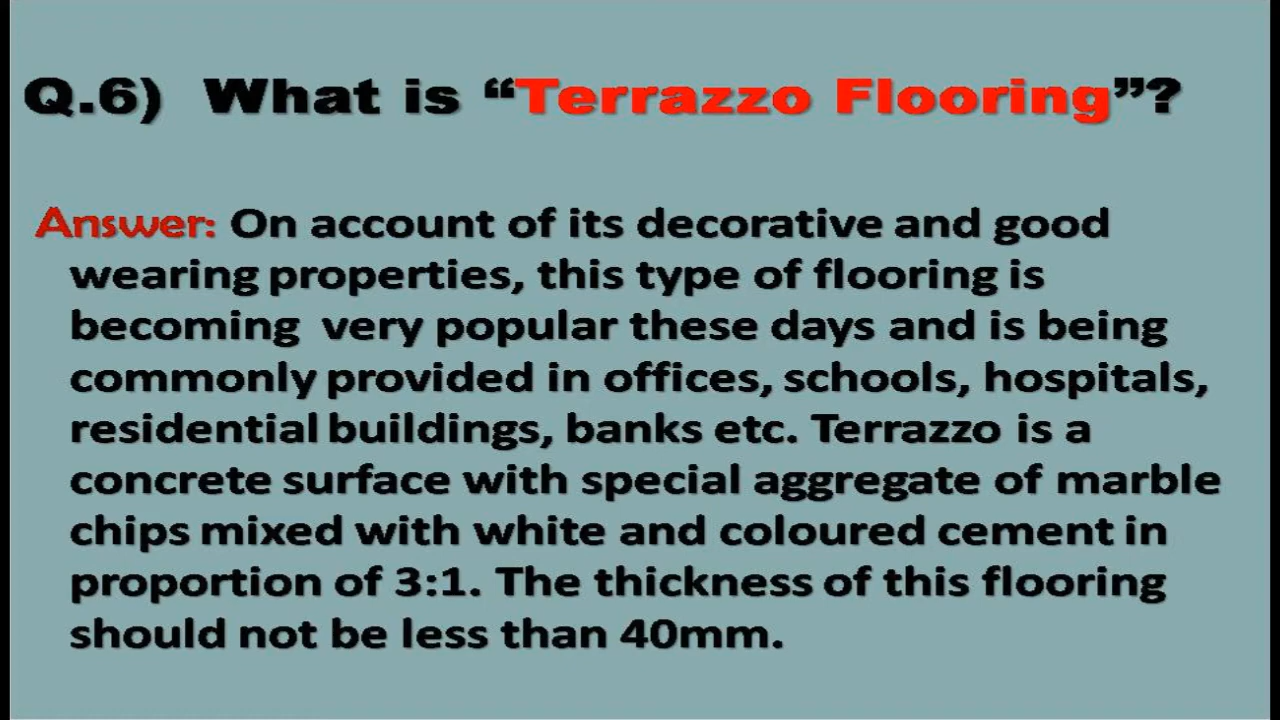 Q.6) What is “Terrazzo Flooring”?
Answer: On account of its decorative and good
wearing properties, this type of flooring is
becoming very popular these days and is being
commonly provided in offices, schools, hospitals,
residential buildings, banks etc. Terrazzo is a
concrete surface with special aggregate of marble
chips mixed with white and coloured cement in
proportion of 3:1. The thickness of this flooring
should not be less than 40mm.